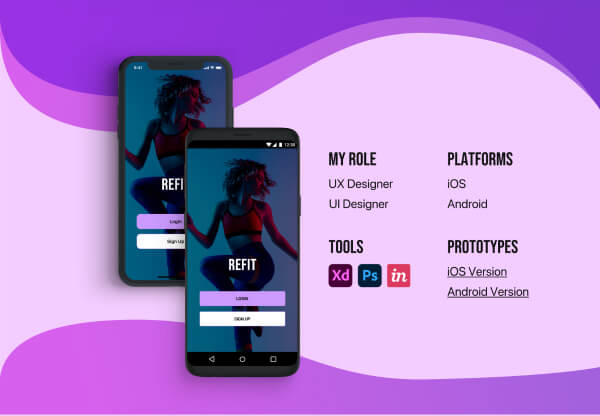 9:41
REFIT
Login
Sign Up
12:30
REFIT
LOGIN
SIGN UP
MY ROLE
UX Designer
UI Designer
PLATFORMS
iOS
Android
TOOLS
Xd
Ps
in
PROTOTYPES
iOS Version
Android Version